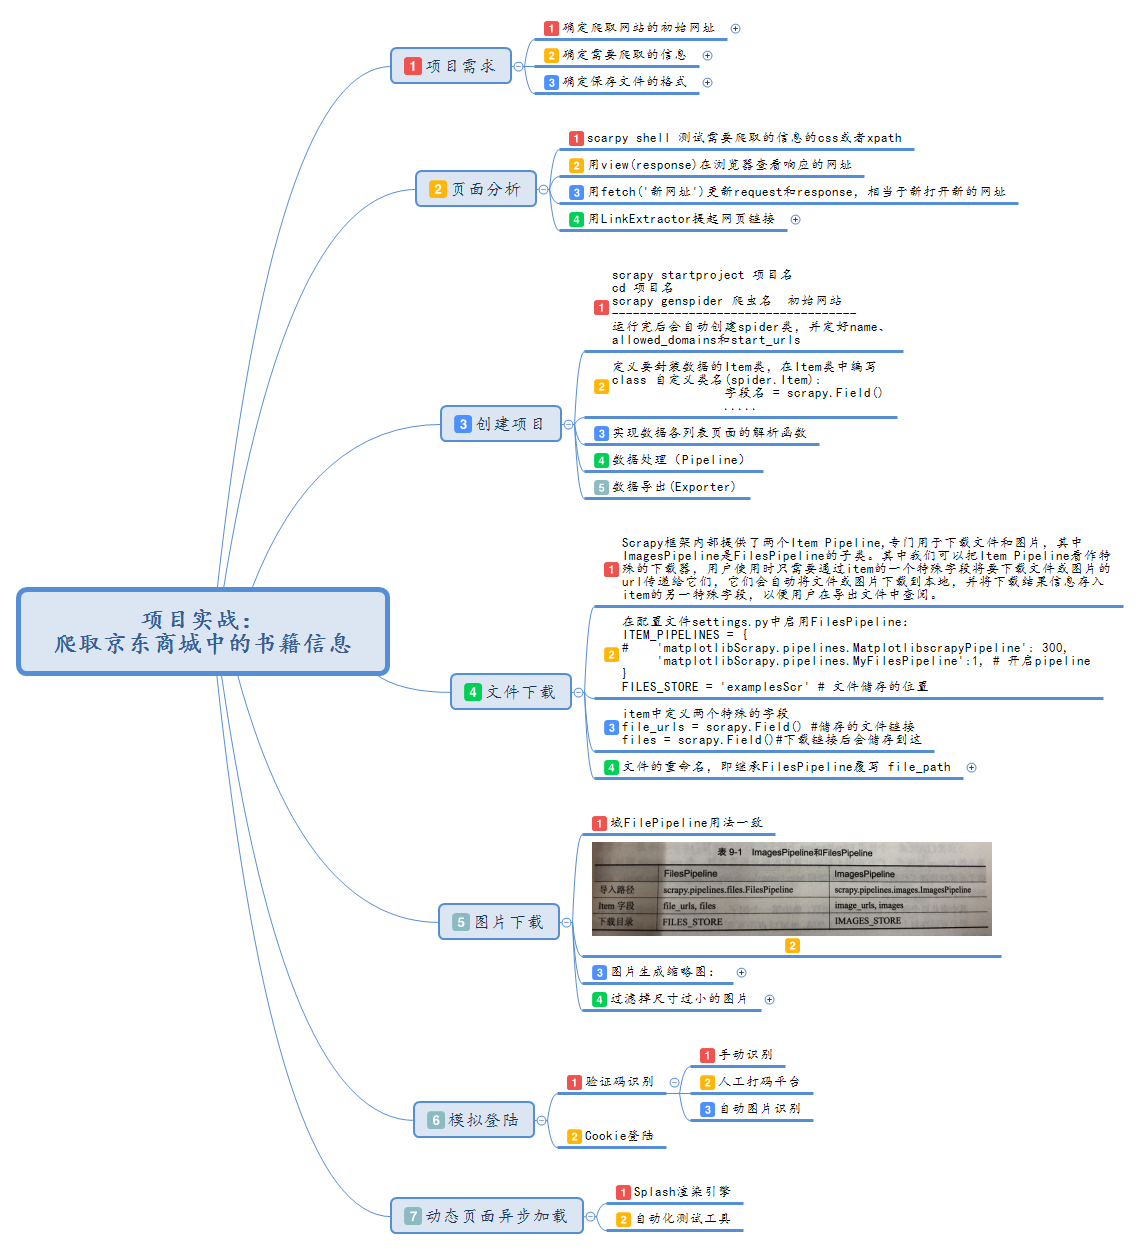 项目实战：
爬取京东商城中的书籍信息
1 项目需求
1 确定爬取网站的初始网址
2 确定需要爬取的信息
3 确定保存文件的格式
2 页面分析
1 scarpy shell 测试需要爬取的信息的css或者xpath
2 用view(response)在浏览器查看响应的网址
3 用fetch('新网址')更新request和response，相当于新打开新的网址
4 用LinkExtractor提起网页链接
3 创建项目
1
scrapy startproject 项目名
cd 项目名
scrapy genspider 爬虫名  初始网站
-----------------------------------
运行完后会自动创建spider类，并定好name、
allowed_domains和start_urls
2
定义要封装数据的Item类，在Item类中编写
class 自定义类名(spider.Item):
字段名 = scrapy.Field()
.....
3 实现数据各列表页面的解析函数
4 数据处理（Pipeline）
5 数据导出(Exporter)
4 文件下载
1
Scrapy框架内部提供了两个Item Pipeline,专门用于下载文件和图片，其中
ImagesPipeline是FilesPipeline的子类。其中我们可以把Item Pipeline看作特
殊的下载器，用户使用时只需要通过item的一个特殊字段将要下载文件或图片的
url传递给它们，它们会自动将文件或图片下载到本地，并将下载结果信息存入
item的另一特殊字段，以便用户在导出文件中查阅。
2
在配置文件settings.py中启用FilesPipeline:
ITEM_PIPELINES = {
#    'matplotlibScrapy.pipelines.MatplotlibscrapyPipeline': 300,
'matplotlibScrapy.pipelines.MyFilesPipeline':1, # 开启pipeline
}
FILES_STORE = 'examplesScr' # 文件储存的位置
3
item中定义两个特殊的字段
file_urls = scrapy.Field() #储存的文件链接
files = scrapy.Field()#下载链接后会储存到这
4 文件的重命名，即继承FilesPipeline覆写 file_path
5 图片下载
1 域FilePipeline用法一致
表 9-1 ImagesPipeline和FilesPipeline
FilesPipeline ImagesPipeline
导入路径 scrapy.pipelines.files.FilesPipeline scrapy.pipelines.images.ImagesPipeline
Item 字段 file_urls, files image_urls, images
下载目录 FILES_STORE IMAGES_STORE
2
3 图片生成缩略图：
4 过滤掉尺寸过小的图片
6 模拟登陆
1 验证码识别
1 手动识别
2 人工打码平台
3 自动图片识别
2 Cookie登陆
7 动态页面异步加载
1 Splash渲染引擎
2 自动化测试工具